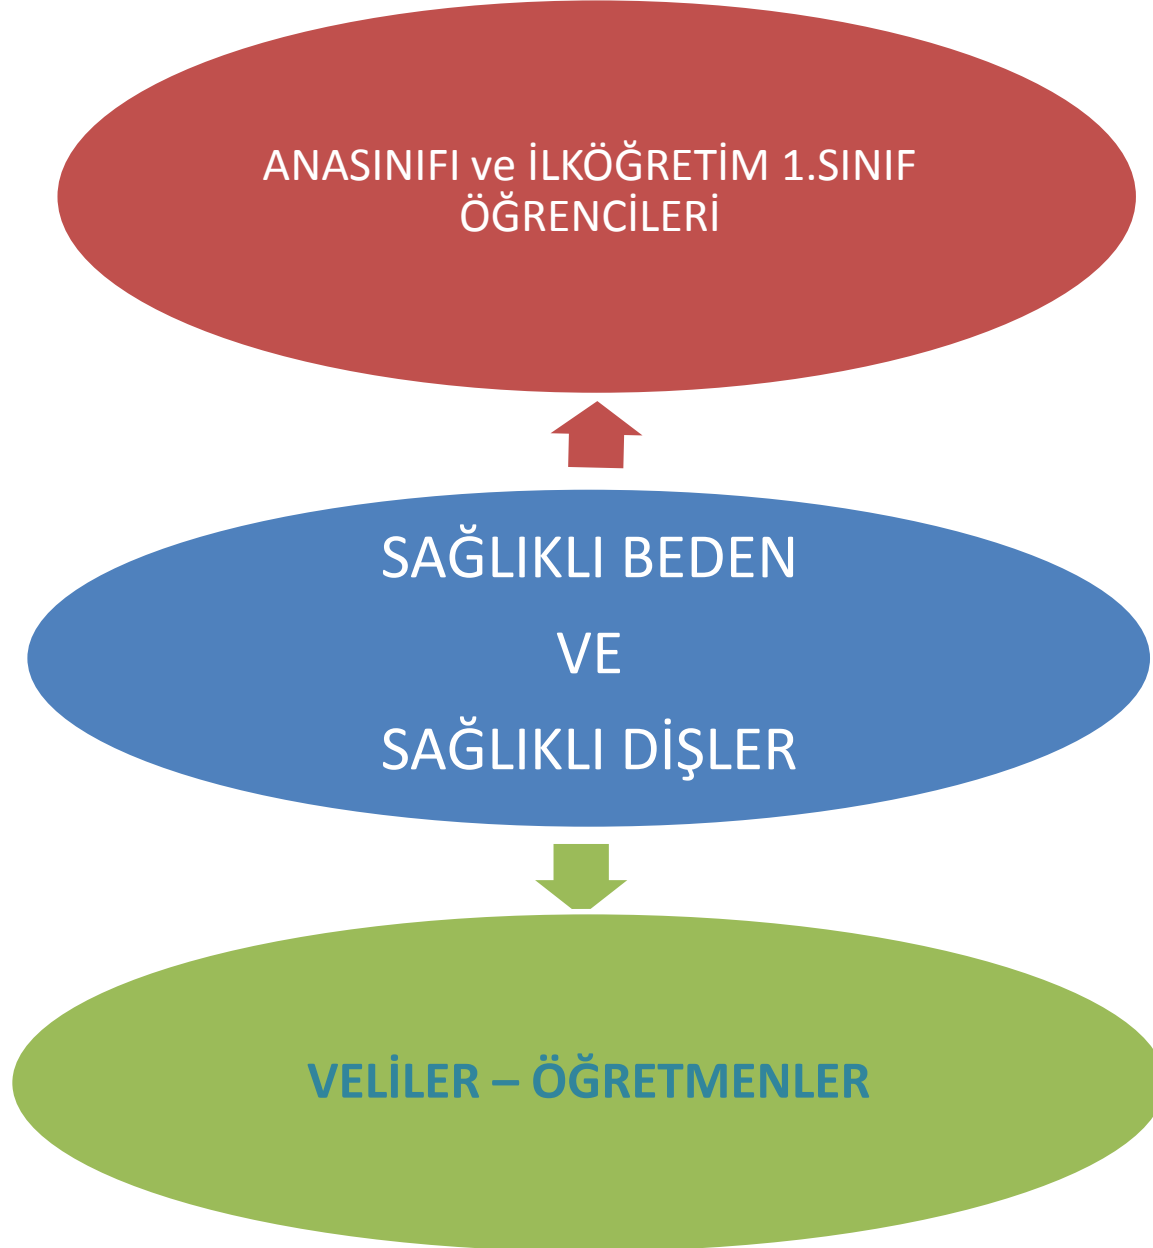 ANASINIFI ve İLKÖĞRETİM 1.SINIF
ÖĞRENCİLERİ
SAĞLIKLI BEDEN
VE
SAĞLIKLI DİŞLER
VELİLER – ÖĞRETMENLER